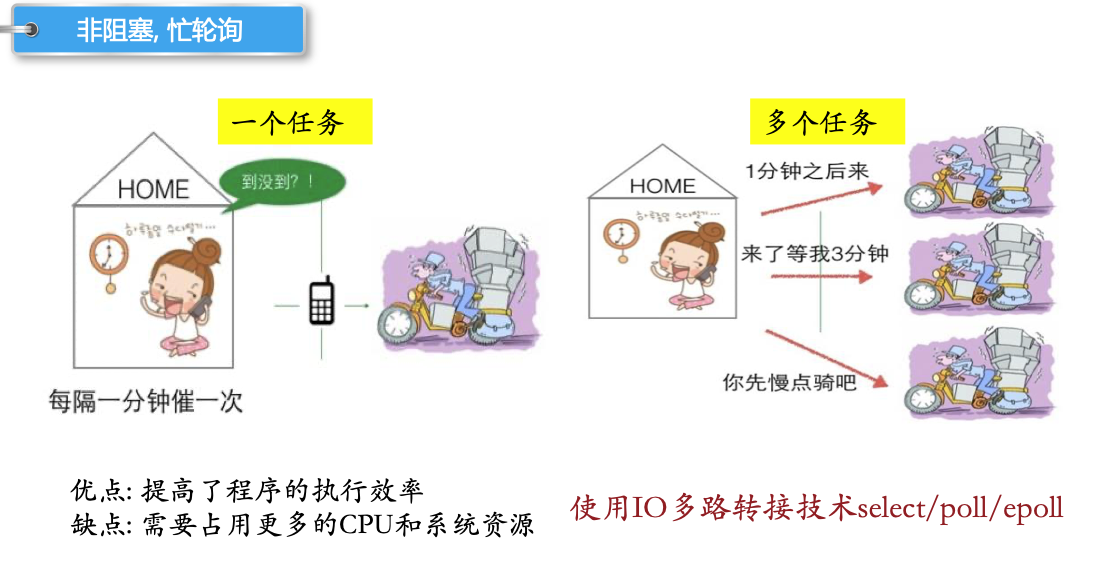 非阻塞, 忙轮询
一个任务
HOME
到没到?!
每隔一分钟催一次
多个任务
HOME
1分钟之后来
来了等我3分钟
你先慢点骑吧
优点: 提高了程序的执行效率
缺点: 需要占用更多的CPU和系统资源
使用IO多路转接技术select/poll/epoll